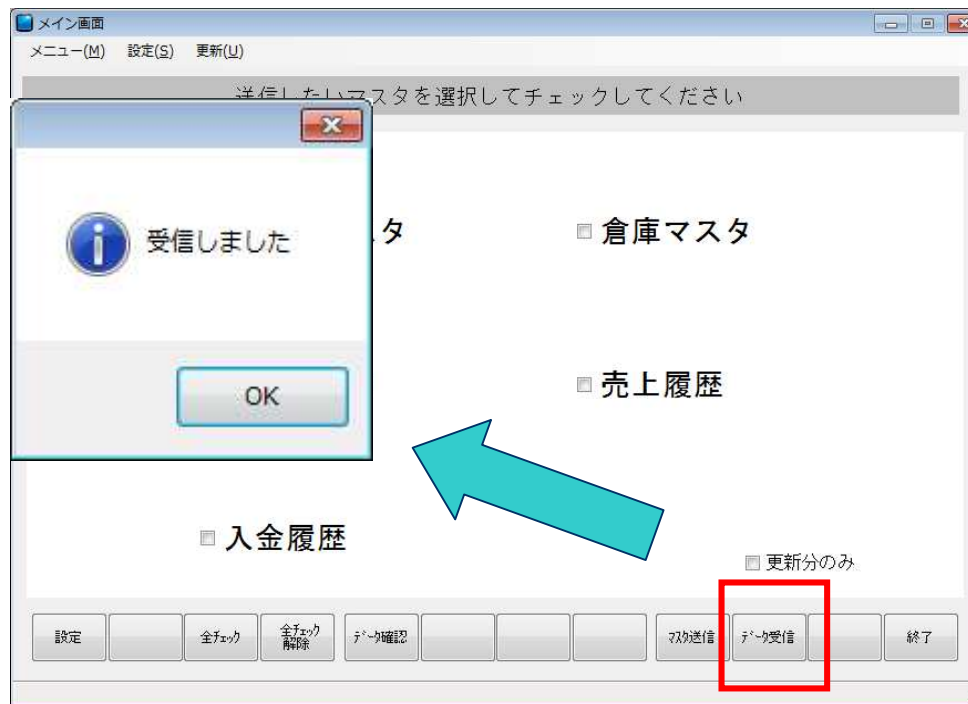 メイン画面
メニュー(M) 設定(S) 更新(U)
送信したいマスタを選択してチェックしてください
受信しました
OK
タ
倉庫マスタ
売上履歴
入金履歴
更新分のみ
設定
全ﾁｪｯｸ
全ﾁｪｯｸ
解除
ﾃﾞｰﾀ確認
ﾏｽﾀ送信
ﾃﾞｰﾀ受信
終了